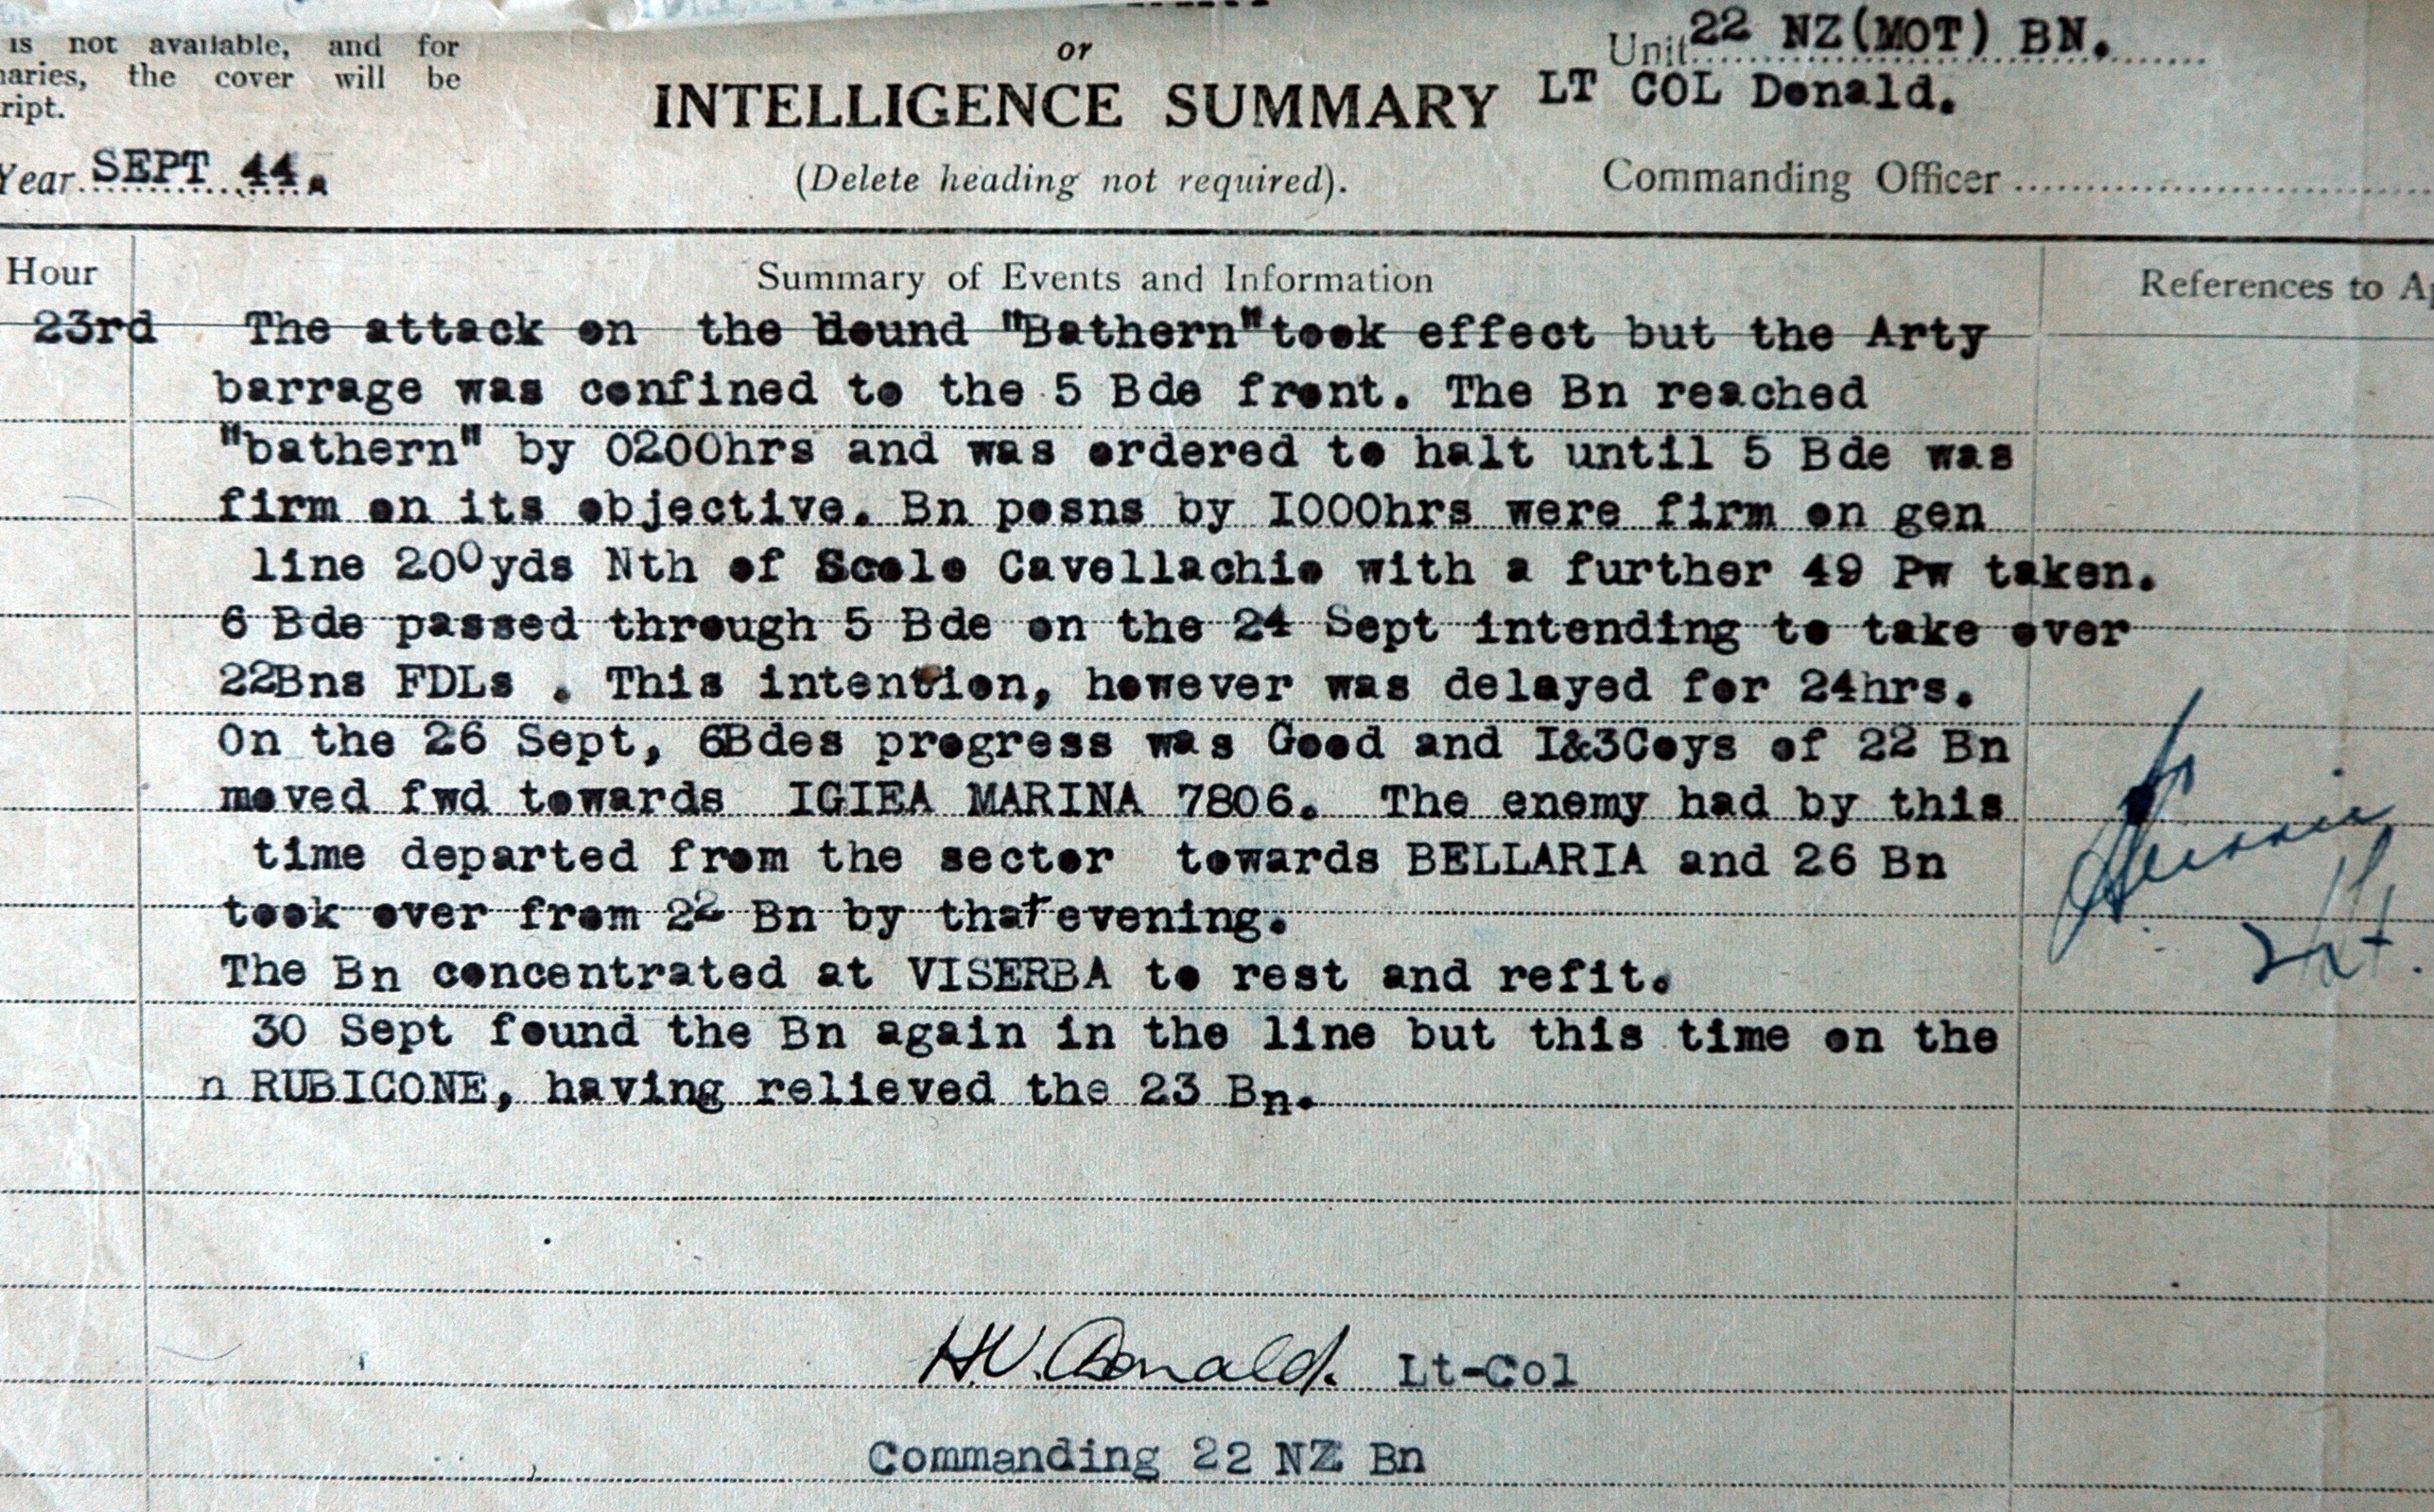 is not available, and for
aries, the cover will be
ript.
or
INTELLIGENCE SUMMARY
(Delete heading not required).
Unit 22 NZ(MOT) BN.
LT COL Donald.
Commanding Officer
Year SEPT 44.
Hour
Summary of Events and Information
References to A
23rd The attack on the Hound "Bathern" took effect but the Arty
barrage was confined to the 5 Bde front. The Bn reached
"bathern" by 0200hrs and was ordered to halt until 5 Bde was
firm on its objective. Bn posns by I000hrs were firm on gen
line 200yds Nth of Scolo Cavellachio with a further 49 Pw taken.
6 Bde passed through 5 Bde on the 24 Sept intending to take over
22Bns FDLs . This intention, however was delayed for 24hrs.
On the 26 Sept, 6Bdes progress was Good and I&3Coys of 22 Bn
moved fwd towards IGIEA MARINA 7806. The enemy had by this
time departed from the sector towards BELLARIA and 26 Bn
took over from 22 Bn by that evening.
The Bn concentrated at VISERBA to rest and refit.
30 Sept found the Bn again in the line but this time on the
n RUBICONE, having relieved the 23 Bn.
H.V. Donald. Lt-Col
Commanding 22 NZ Bn